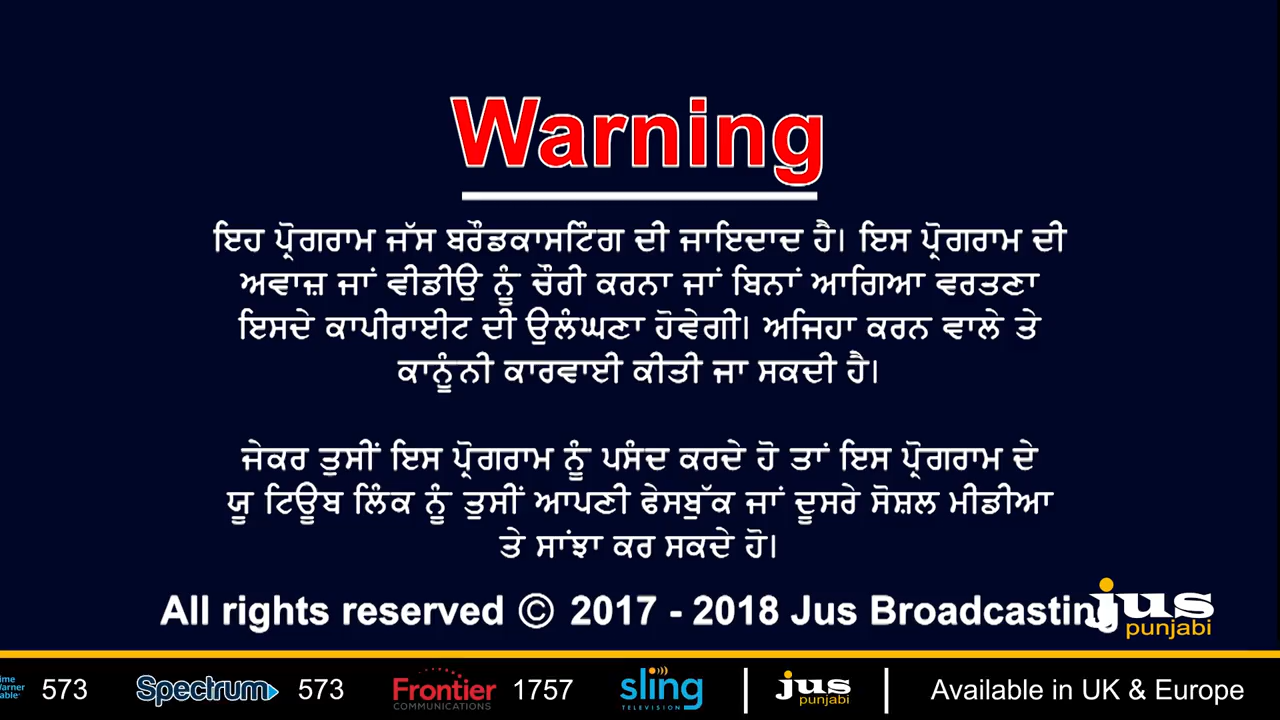 Warning
ਇਹ ਪ੍ਰੋਗਰਾਮ ਜੱਸ ਬਰੌਡਕਾਸਟਿੰਗ ਦੀ ਜਾਇਦਾਦ ਹੈ। ਇਸ ਪ੍ਰੋਗਰਾਮ ਦੀ
ਅਵਾਜ਼ ਜਾਂ ਵੀਡੀਉ ਨੂੰ ਚੌਰੀ ਕਰਨਾ ਜਾਂ ਬਿਨਾਂ ਆਗਿਆ ਵਰਤਣਾ
ਇਸਦੇ ਕਾਪੀਰਾਈਟ ਦੀ ਉਲੰਘਣਾ ਹੋਵੇਗੀ। ਅਜਿਹਾ ਕਰਨ ਵਾਲੇ ਤੇ
ਕਾਨੂੰਨੀ ਕਾਰਵਾਈ ਕੀਤੀ ਜਾ ਸਕਦੀ ਹੈ।
ਜੇਕਰ ਤੁਸੀਂ ਇਸ ਪ੍ਰੋਗਰਾਮ ਨੂੰ ਪਸੰਦ ਕਰਦੇ ਹੋ ਤਾਂ ਇਸ ਪ੍ਰੋਗਰਾਮ ਦੇ
ਯੂ ਟਿਊਬ ਲਿੰਕ ਨੂੰ ਤੁਸੀਂ ਆਪਣੀ ਫੇਸਬੁੱਕ ਜਾਂ ਦੂਸਰੇ ਸੋਸ਼ਲ ਮੀਡੀਆ
ਤੇ ਸਾਂਝਾ ਕਰ ਸਕਦੇ ਹੋ।
All rights reserved © 2017 - 2018 Jus Broadcasting
jus
punjabi
573 Spectrum 573 Frontier COMMUNICATIONS 1757 sling TELEVISION | jus punjabi | Available in UK & Europe